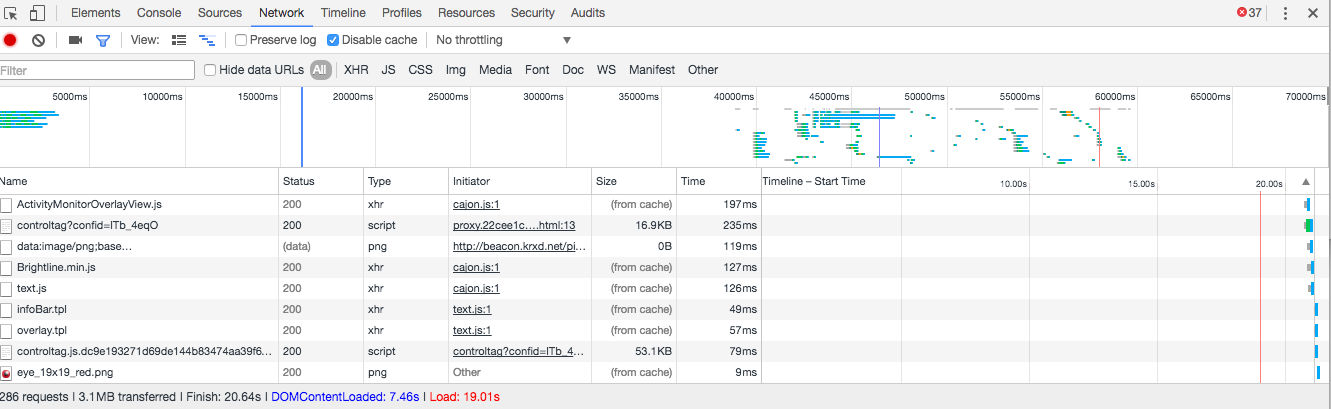 Elements Console Sources Network Timeline Profiles Resources Security Audits 37
View: Preserve log Disable cache No throttling
Filter Hide data URLs All XHR JS CSS Img Media Font Doc WS Manifest Other
5000ms 10000ms 15000ms 20000ms 25000ms 30000ms 35000ms 40000ms 45000ms 50000ms 55000ms 60000ms 65000ms 70000ms
Name Status Type Initiator Size Time Timeline – Start Time 10.00s 15.00s 20.00s
ActivityMonitorOverlayView.js 200 xhr cajon.js:1 (from cache) 197ms
controltag?confid=ITb_4eqO 200 script proxy.22cee1c….html:13 16.9KB 235ms
data:image/png;base… (data) png http://beacon.krxd.net/pi… 0B 119ms
Brightline.min.js 200 xhr cajon.js:1 (from cache) 127ms
text.js 200 xhr cajon.js:1 (from cache) 126ms
infoBar.tpl 200 xhr text.js:1 (from cache) 49ms
overlay.tpl 200 xhr text.js:1 (from cache) 57ms
controltag.js.dc9e193271d69de144b83474aa39f6… 200 script controltag?confid=ITb_4… 53.1KB 79ms
eye_19x19_red.png 200 png Other (from cache) 9ms
286 requests | 3.1MB transferred | Finish: 20.64s | DOMContentLoaded: 7.46s | Load: 19.01s